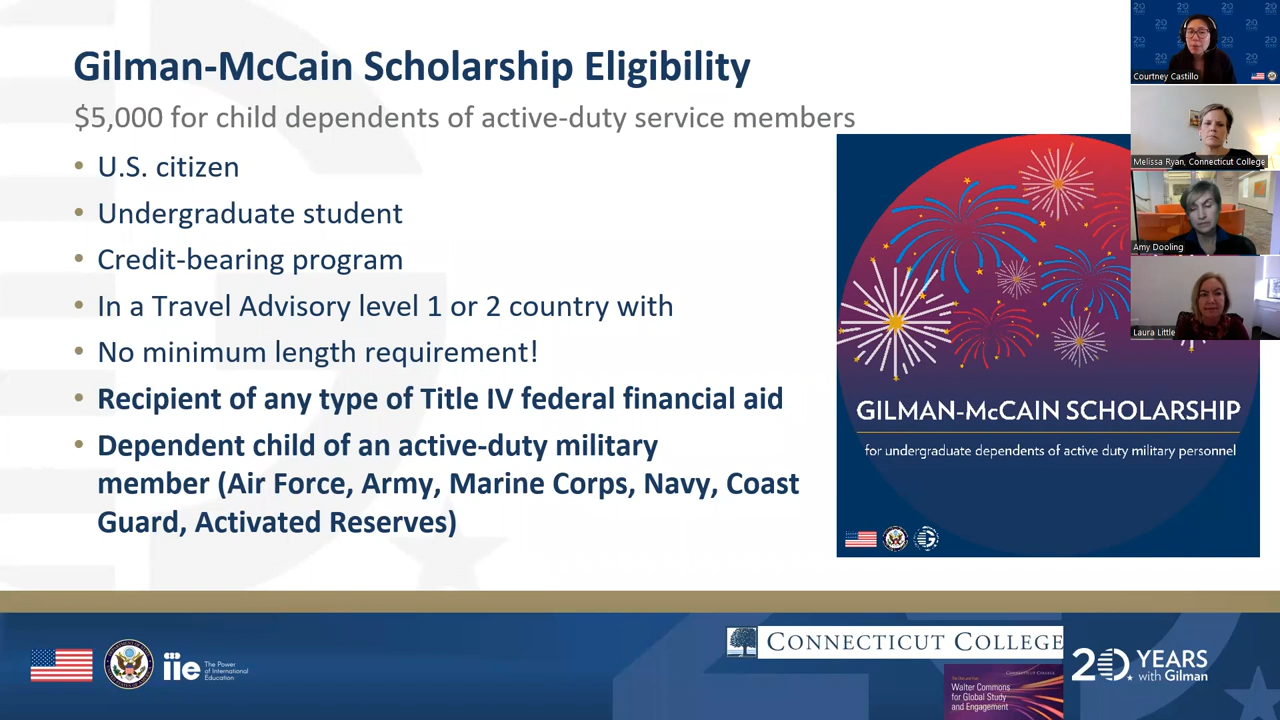 Gilman-McCain Scholarship Eligibility
$5,000 for child dependents of active-duty service members
• U.S. citizen
• Undergraduate student
• Credit-bearing program
• In a Travel Advisory level 1 or 2 country with
• No minimum length requirement!
• Recipient of any type of Title IV federal financial aid
• Dependent child of an active-duty military
member (Air Force, Army, Marine Corps, Navy, Coast
Guard, Activated Reserves)
GILMAN-McCAIN SCHOLARSHIP
for undergraduate dependents of active duty military personnel
Courtney Castillo
Melissa Ryan, Connecticut College
Amy Dooling
Laura Little
iie
The Power
of International
Education
CONNECTICUT COLLEGE
CONNECTICUT COLLEGE
Walter Commons
for Global Study
and Engagement
20 YEARS
with Gilman